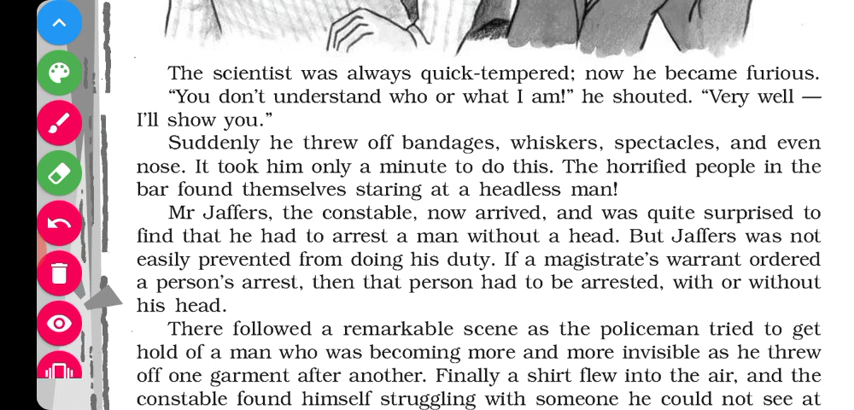 The scientist was always quick-tempered; now he became furious.
“You don’t understand who or what I am!” he shouted. “Very well —
I’ll show you.”
Suddenly he threw off bandages, whiskers, spectacles, and even
nose. It took him only a minute to do this. The horrified people in the
bar found themselves staring at a headless man!
Mr Jaffers, the constable, now arrived, and was quite surprised to
find that he had to arrest a man without a head. But Jaffers was not
easily prevented from doing his duty. If a magistrate’s warrant ordered
a person’s arrest, then that person had to be arrested, with or without
his head.
There followed a remarkable scene as the policeman tried to get
hold of a man who was becoming more and more invisible as he threw
off one garment after another. Finally a shirt flew into the air, and the
constable found himself struggling with someone he could not see at